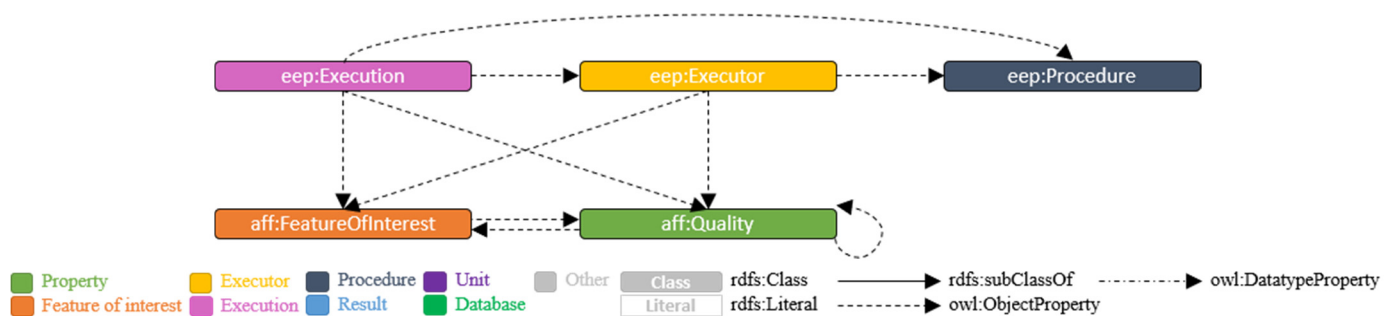 eep:Execution
eep:Executor
eep:Procedure
aff:FeatureOfInterest
aff:Quality
Property
Executor
Procedure
Unit
Other
Class
rdfs:Class
rdfs:subClassOf
owl:DatatypeProperty
Feature of interest
Execution
Result
Database
Literal
rdfs:Literal
owl:ObjectProperty